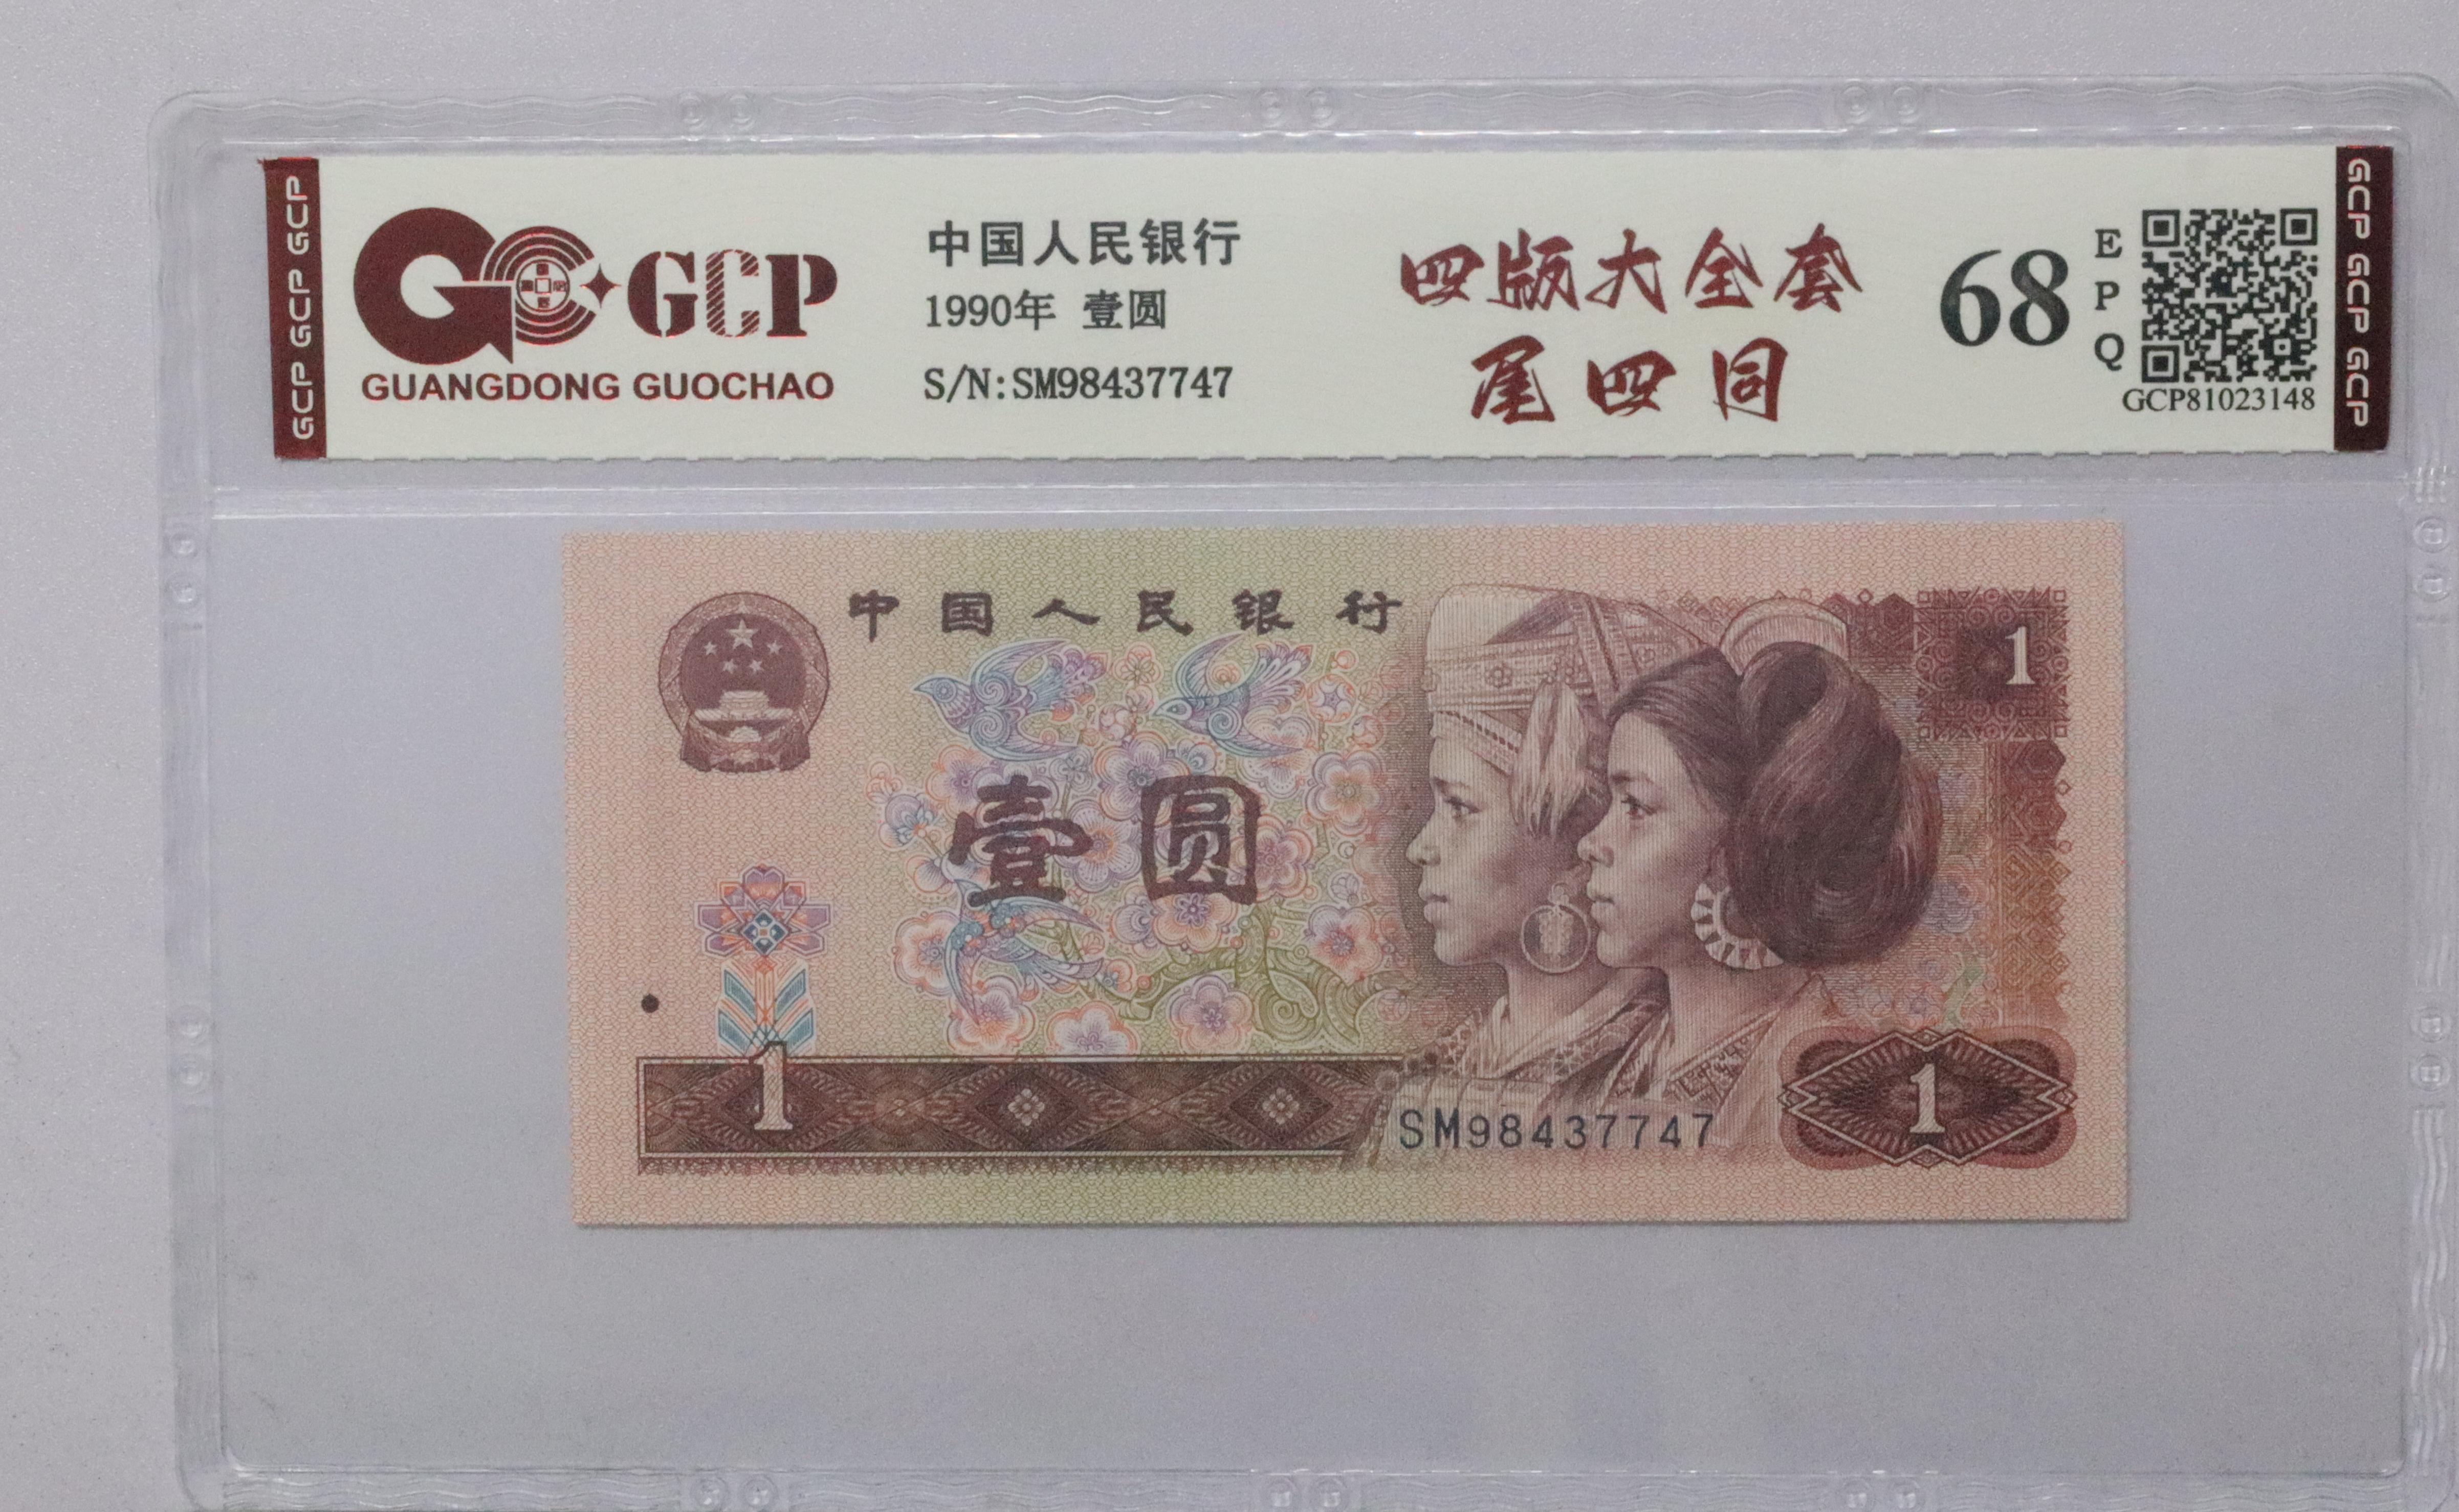 GCP GCP GCP
GCP
GUANGDONG GUOCHAO
中国人民银行
1990年 壹圆
S/N:SM98437747
四版大全套
尾四同
68
EPQ
GCP81023148
GCP GCP GCP
中国人民银行
1
壹圆
1
SM98437747
1